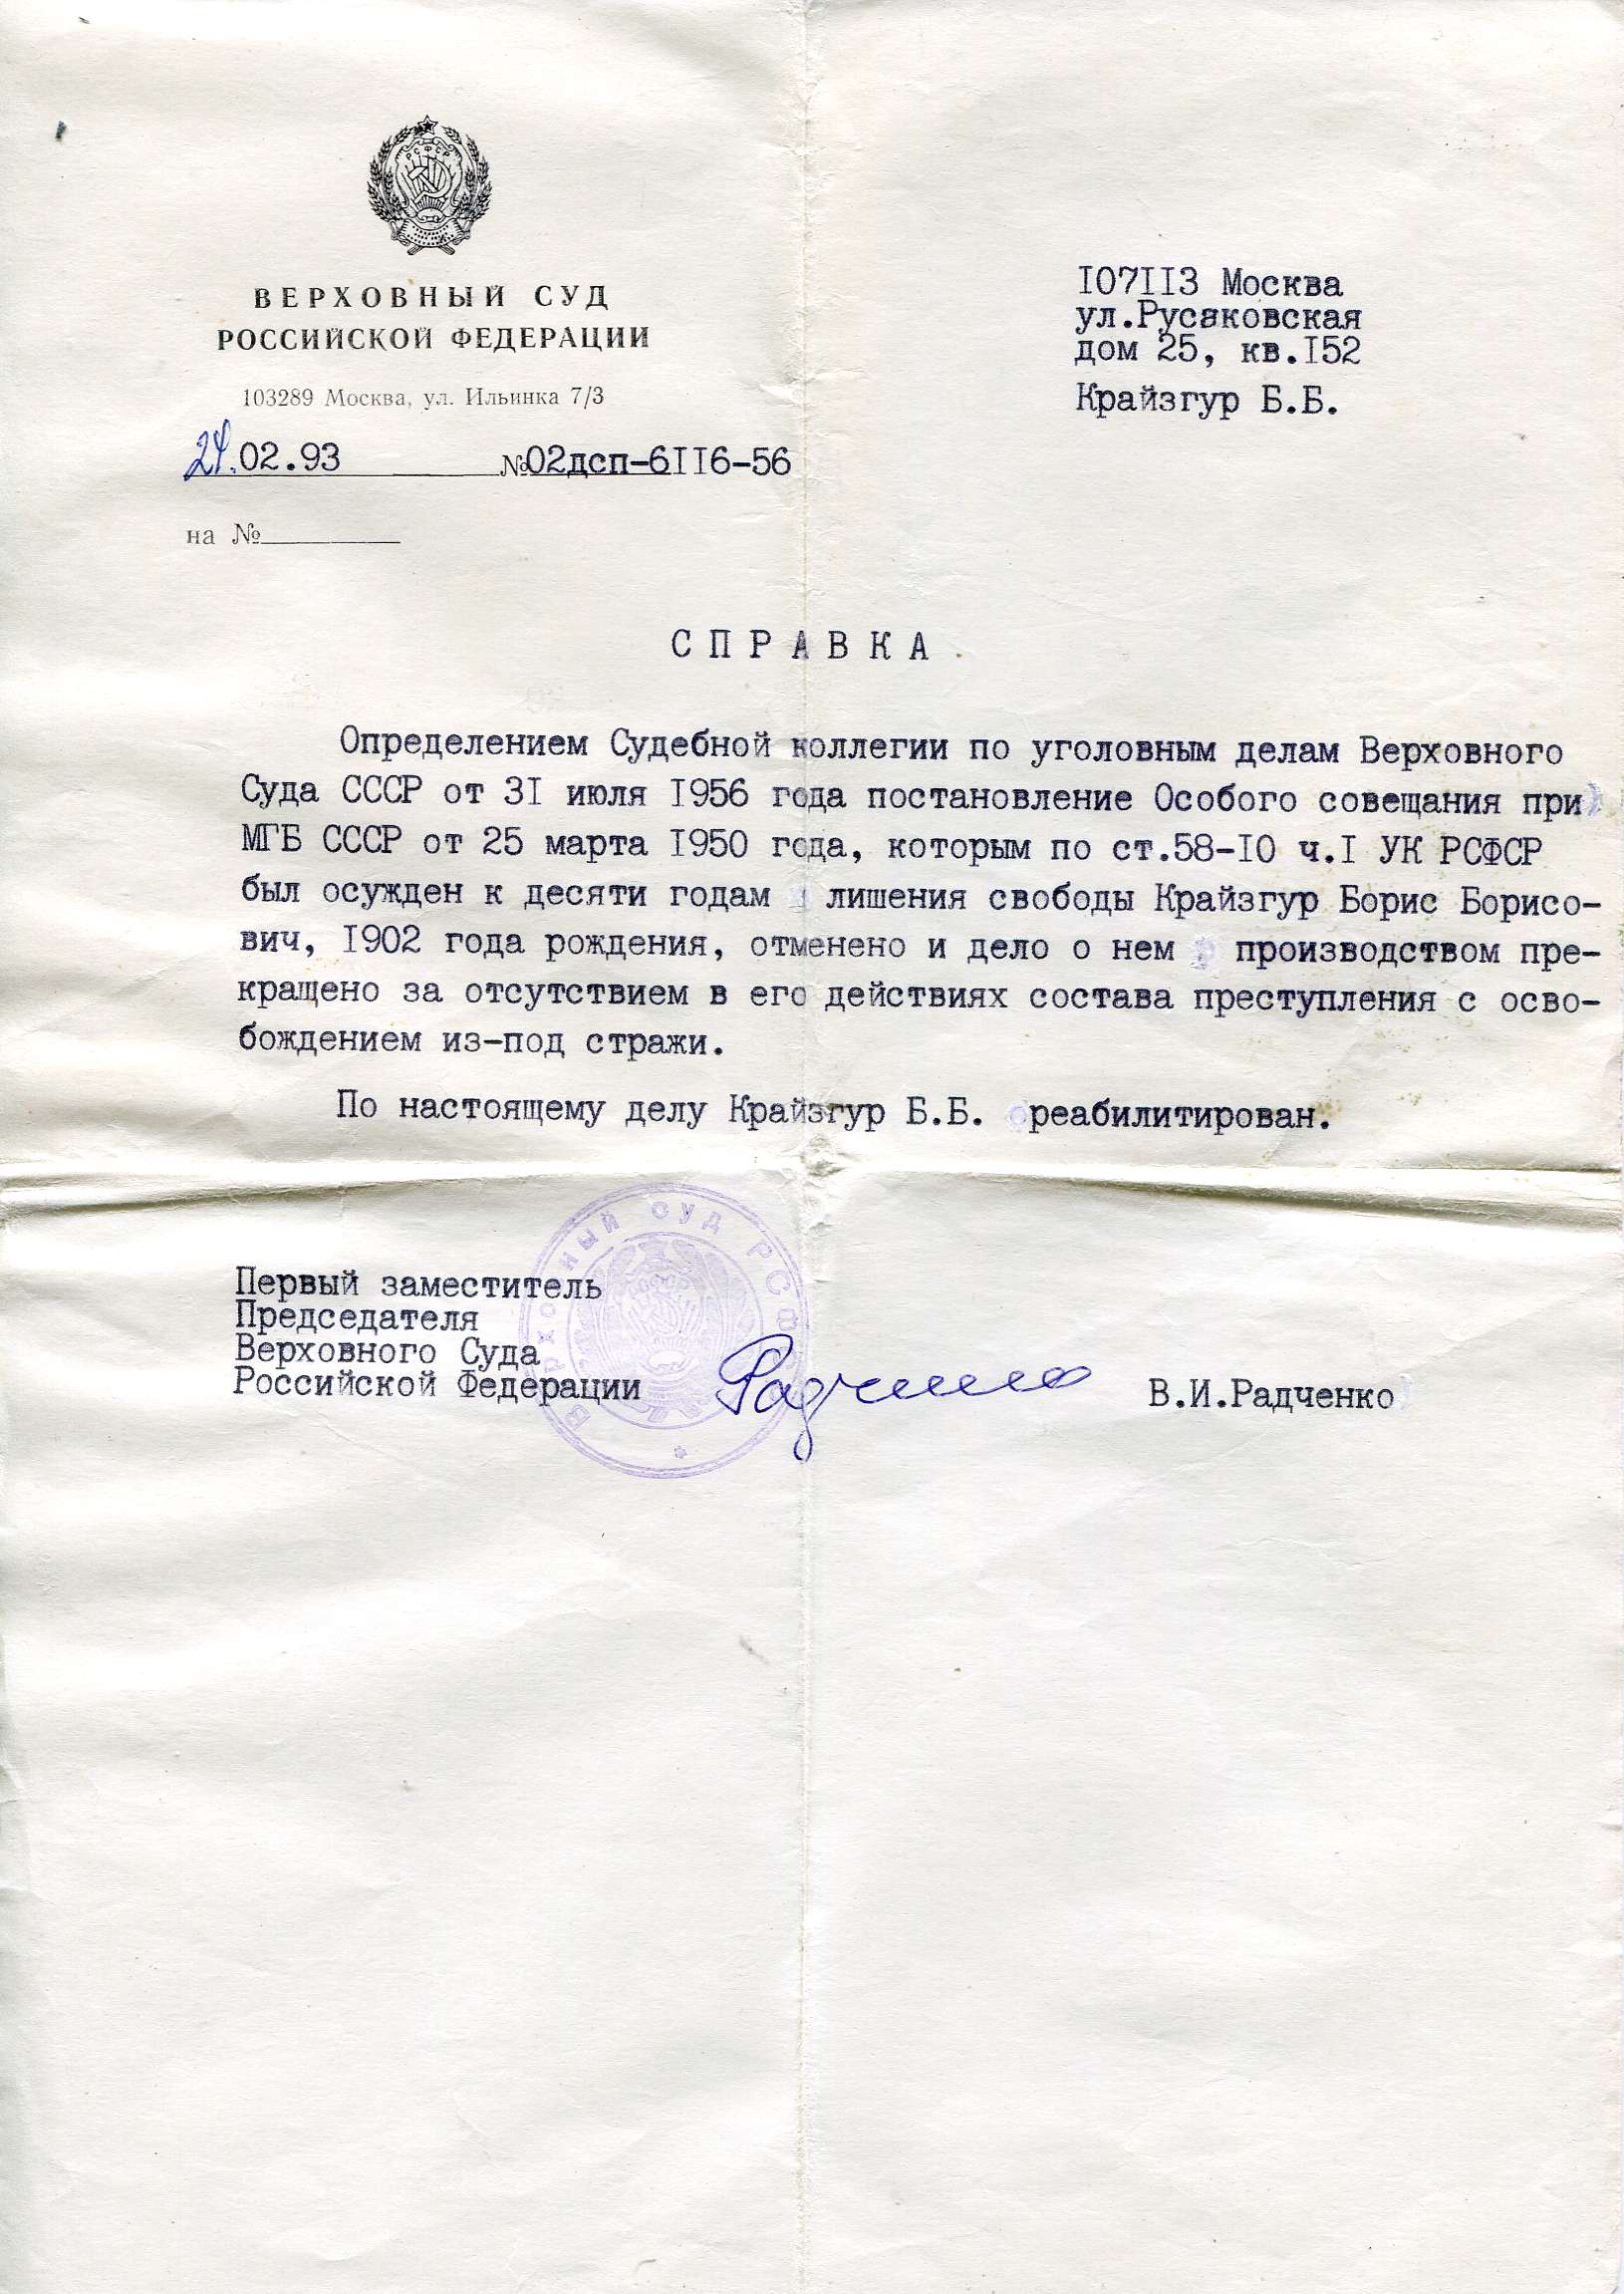 РСФСР
ВЕРХОВНЫЙ СУД
РОССИЙСКОЙ ФЕДЕРАЦИИ
103289 Москва, ул. Ильинка 7/3
24.02.93 №02дсп-6II6-56
на №
I07II3 Москва
ул.Русаковская
дом 25, кв.I52
Крайзгур Б.Б.
СПРАВКА
Определением Судебной коллегии по уголовным делам Верховного
Суда СССР от 3I июля I956 года постановление Особого совещания при
МГБ СССР от 25 марта I950 года, которым по ст.58-I0 ч.I УК РСФСР
был осужден к десяти годам лишения свободы Крайзгур Борис Борисо-
вич, I902 года рождения, отменено и дело о нем производством пре-
кращено за отсутствием в его действиях состава преступления с осво-
бождением из-под стражи.
По настоящему делу Крайзгур Б.Б. реабилитирован.
ВЕРХОВНЫЙ СУД РСФСР
Первый заместитель
Председателя
Верховного Суда
Российской Федерации Радченко В.И.Радченко